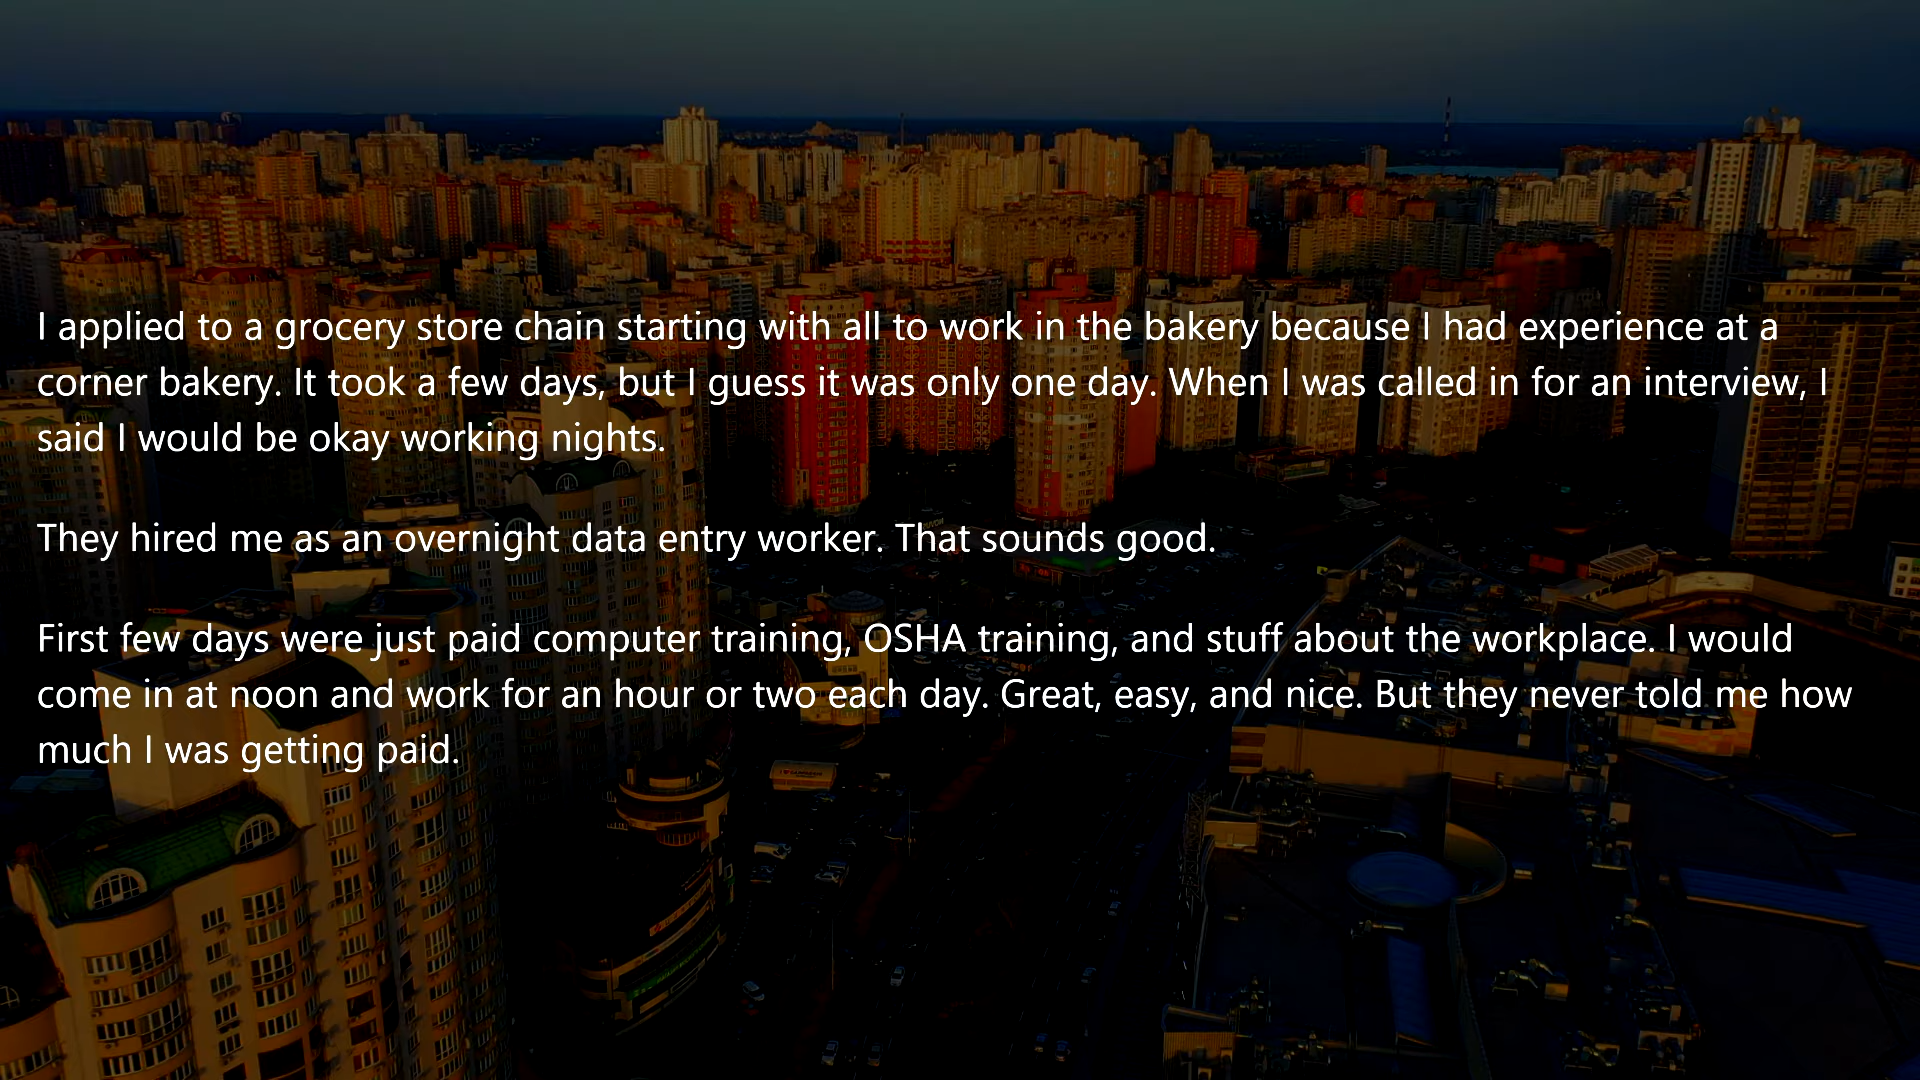 I applied to a grocery store chain starting with all to work in the bakery because I had experience at a
corner bakery. It took a few days, but I guess it was only one day. When I was called in for an interview, I
said I would be okay working nights.
They hired me as an overnight data entry worker. That sounds good.
First few days were just paid computer training, OSHA training, and stuff about the workplace. I would
come in at noon and work for an hour or two each day. Great, easy, and nice. But they never told me how
much I was getting paid.